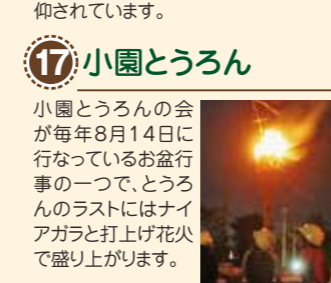 仰されています。
17 小園とうろん
小園とうろんの会
が毎年8月14日に
行なっているお盆行
事の一つで、とうろ
んのラストにはナイ
アガラと打上げ花火
で盛り上がります。